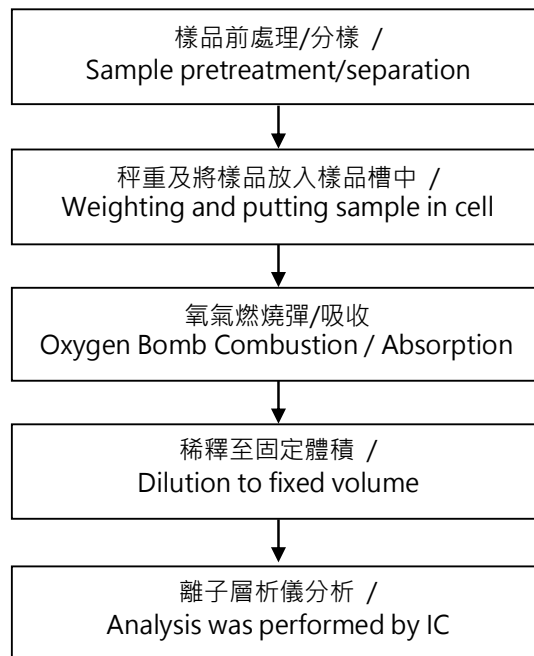 樣品前處理/分樣 /
Sample pretreatment/separation
秤重及將樣品放入樣品槽中 /
Weighting and putting sample in cell
氧氣燃燒彈/吸收
Oxygen Bomb Combustion / Absorption
稀釋至固定體積 /
Dilution to fixed volume
離子層析儀分析 /
Analysis was performed by IC